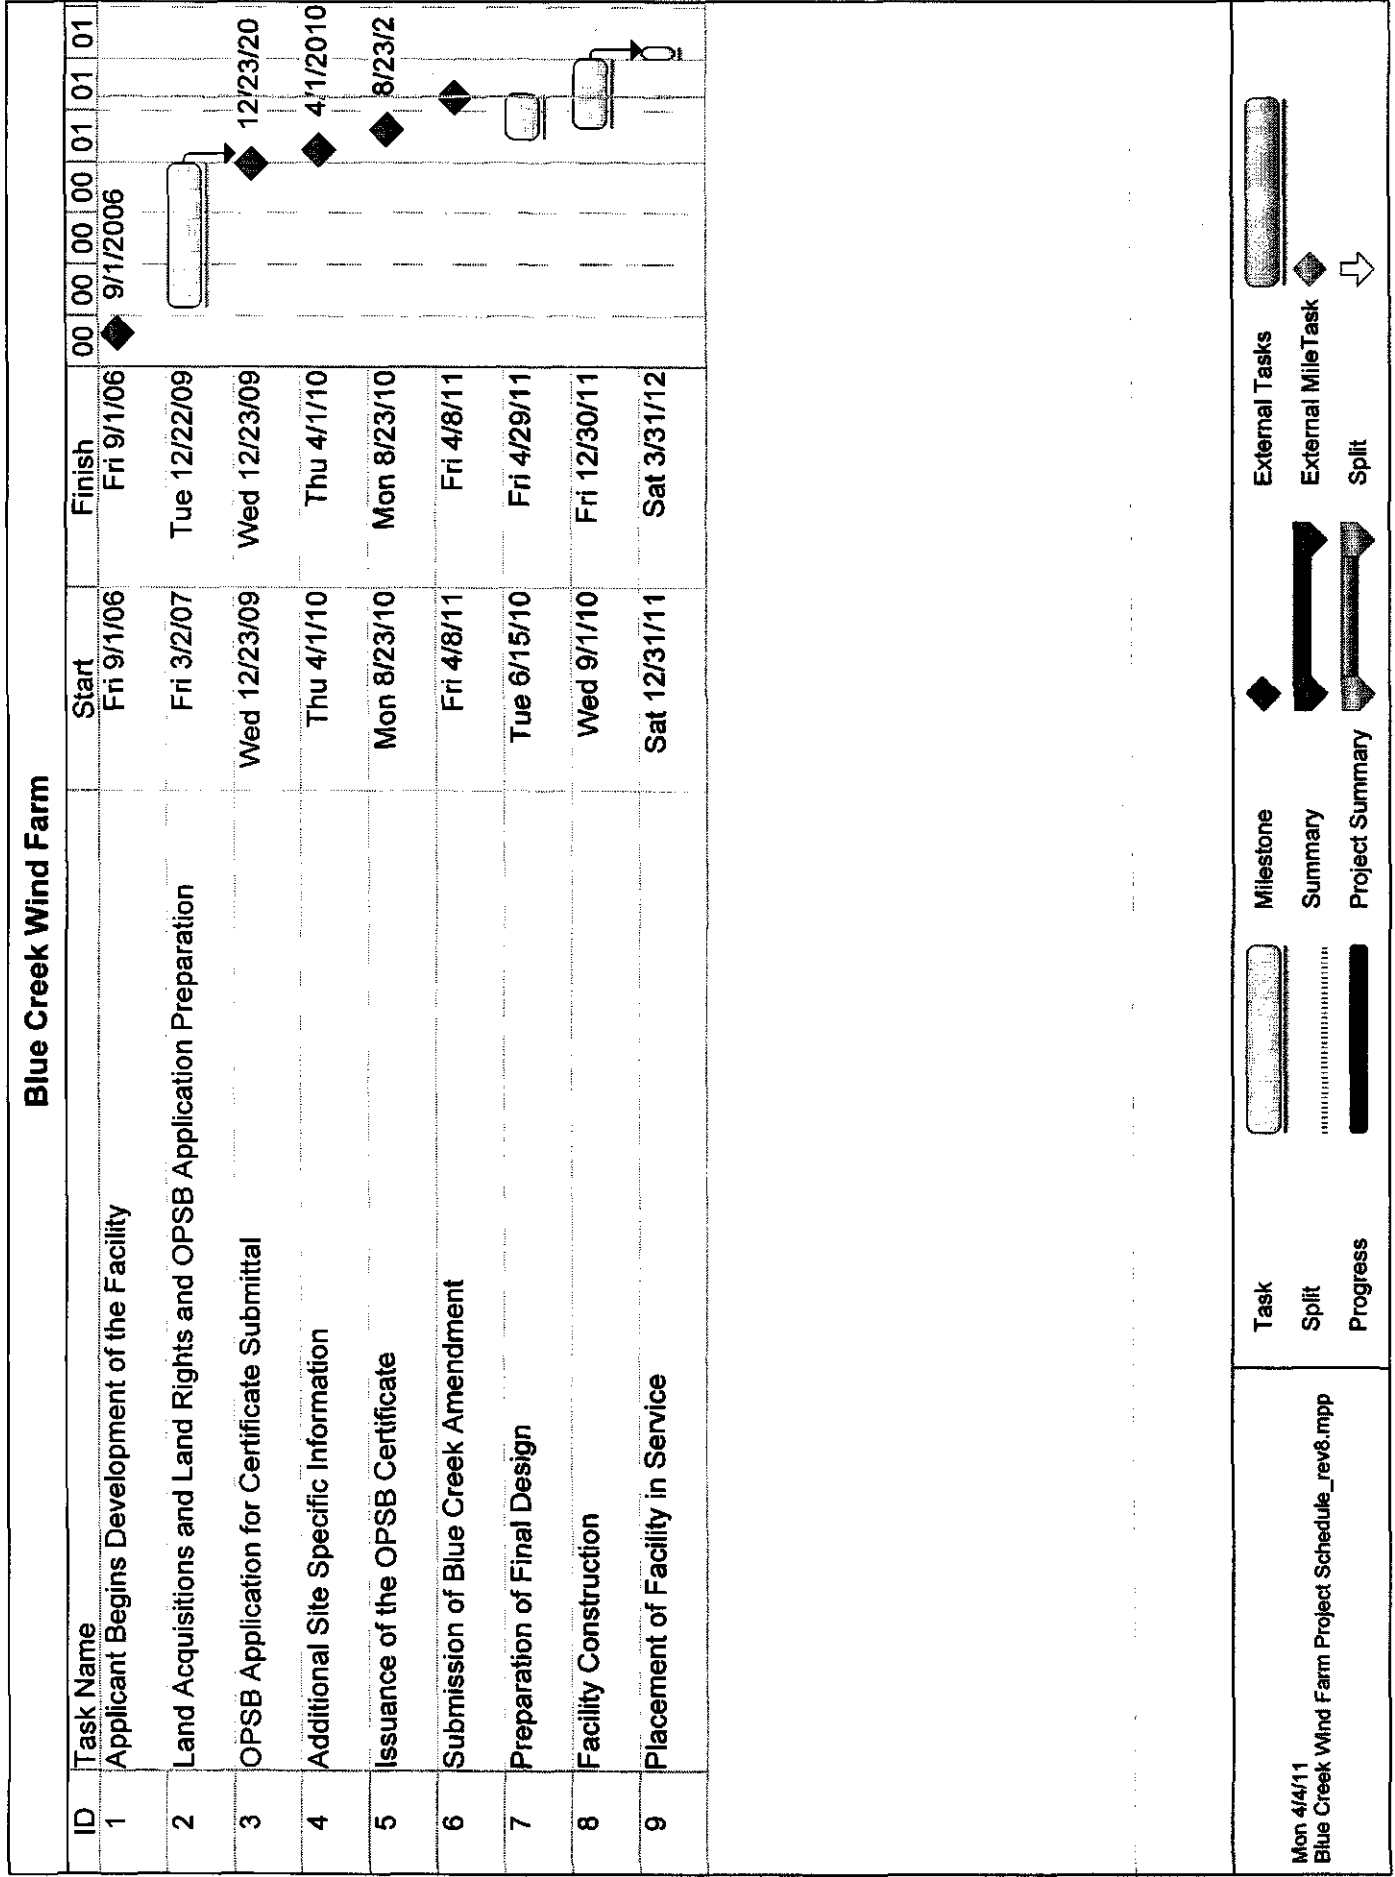 Blue Creek Wind Farm
ID Task Name Start Finish 00 00 00 00 01 01 01
1 Applicant Begins Development of the Facility Fri 9/1/06 Fri 9/1/06 9/1/2006
2 Land Acquisitions and Land Rights and OPSB Application Preparation Fri 3/2/07 Tue 12/22/09
3 OPSB Application for Certificate Submittal Wed 12/23/09 Wed 12/23/09 12/23/20
4 Additional Site Specific Information Thu 4/1/10 Thu 4/1/10 4/1/2010
5 Issuance of the OPSB Certificate Mon 8/23/10 Mon 8/23/10 8/23/2
6 Submission of Blue Creek Amendment Fri 4/8/11 Fri 4/8/11
7 Preparation of Final Design Tue 6/15/10 Fri 4/29/11
8 Facility Construction Wed 9/1/10 Fri 12/30/11
9 Placement of Facility in Service Sat 12/31/11 Sat 3/31/12
Mon 4/4/11
Blue Creek Wind Farm Project Schedule_rev8.mpp
Task Milestone External Tasks
Split Summary External MileTask
Progress Project Summary Split